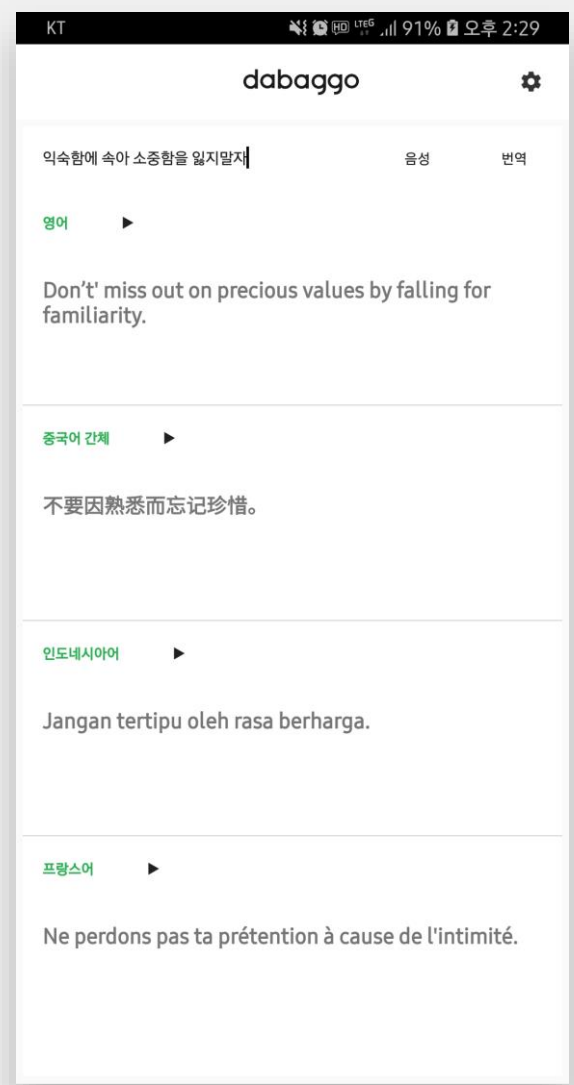 KT HD LTEG 91% 오후 2:29
dabaggo
익숙함에 속아 소중함을 잃지말자 음성 번역
영어
Don’t' miss out on precious values by falling for
familiarity.
중국어 간체
不要因熟悉而忘记珍惜。
인도네시아어
Jangan tertipu oleh rasa berharga.
프랑스어
Ne perdons pas ta prétention à cause de l'intimité.